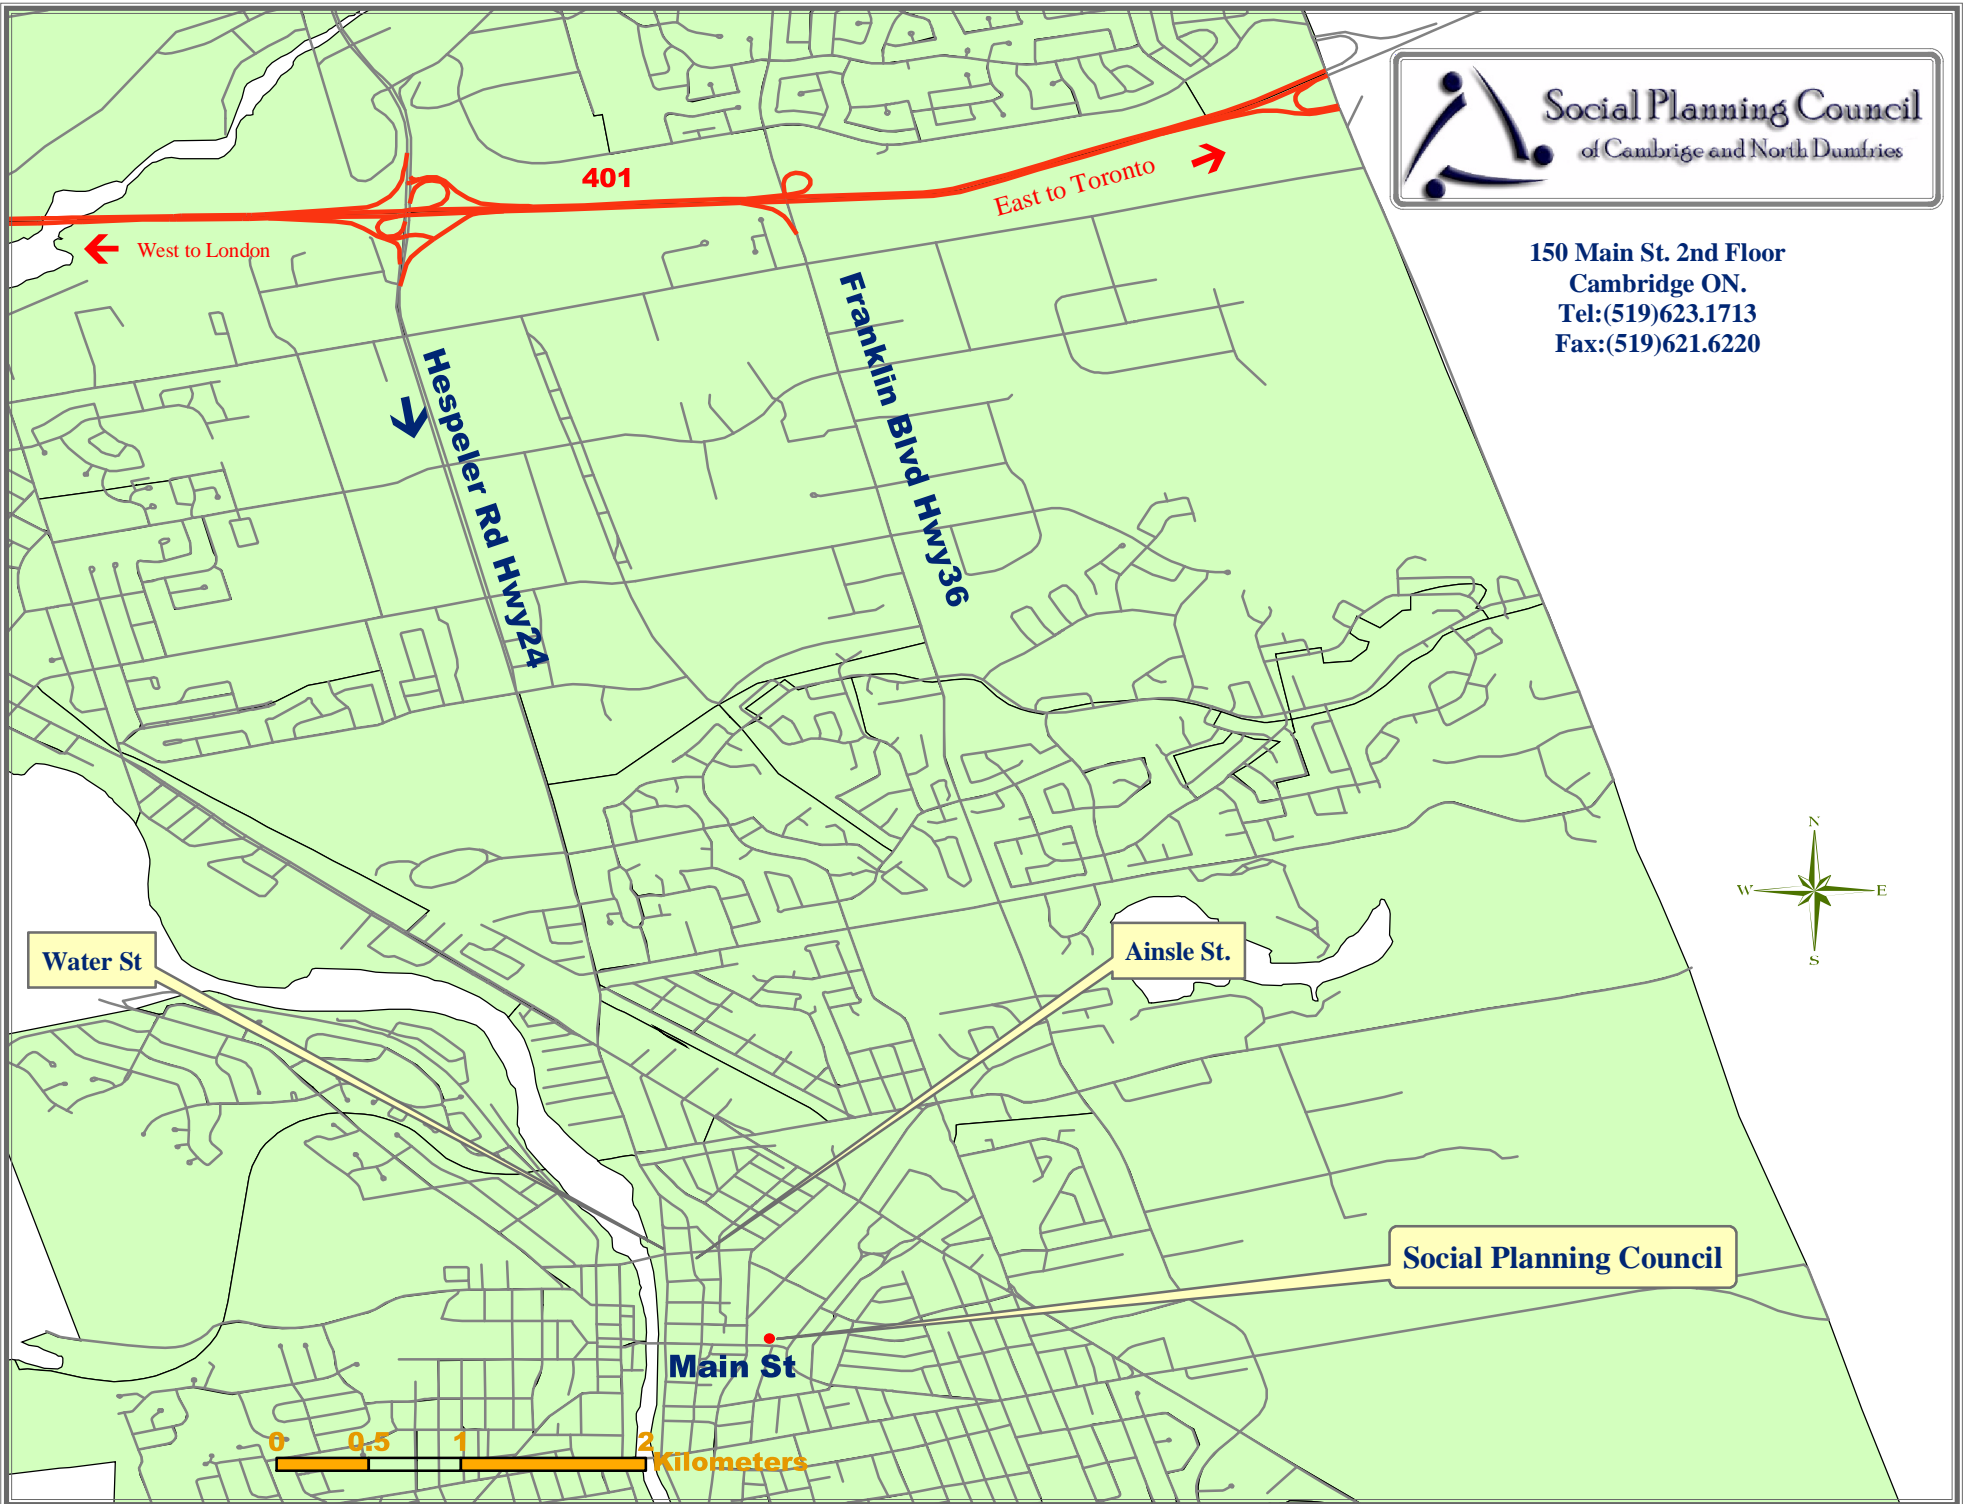 Social Planning Council
of Cambrige and North Dumfries
150 Main St. 2nd Floor
Cambridge ON.
Tel:(519)623.1713
Fax:(519)621.6220
401
East to Toronto
West to London
Franklin Blvd Hwy36
Hespeler Rd Hwy24
N
W E
S
Water St
Ainsle St.
Social Planning Council
Main St
0 0.5 1 2
Kilometers